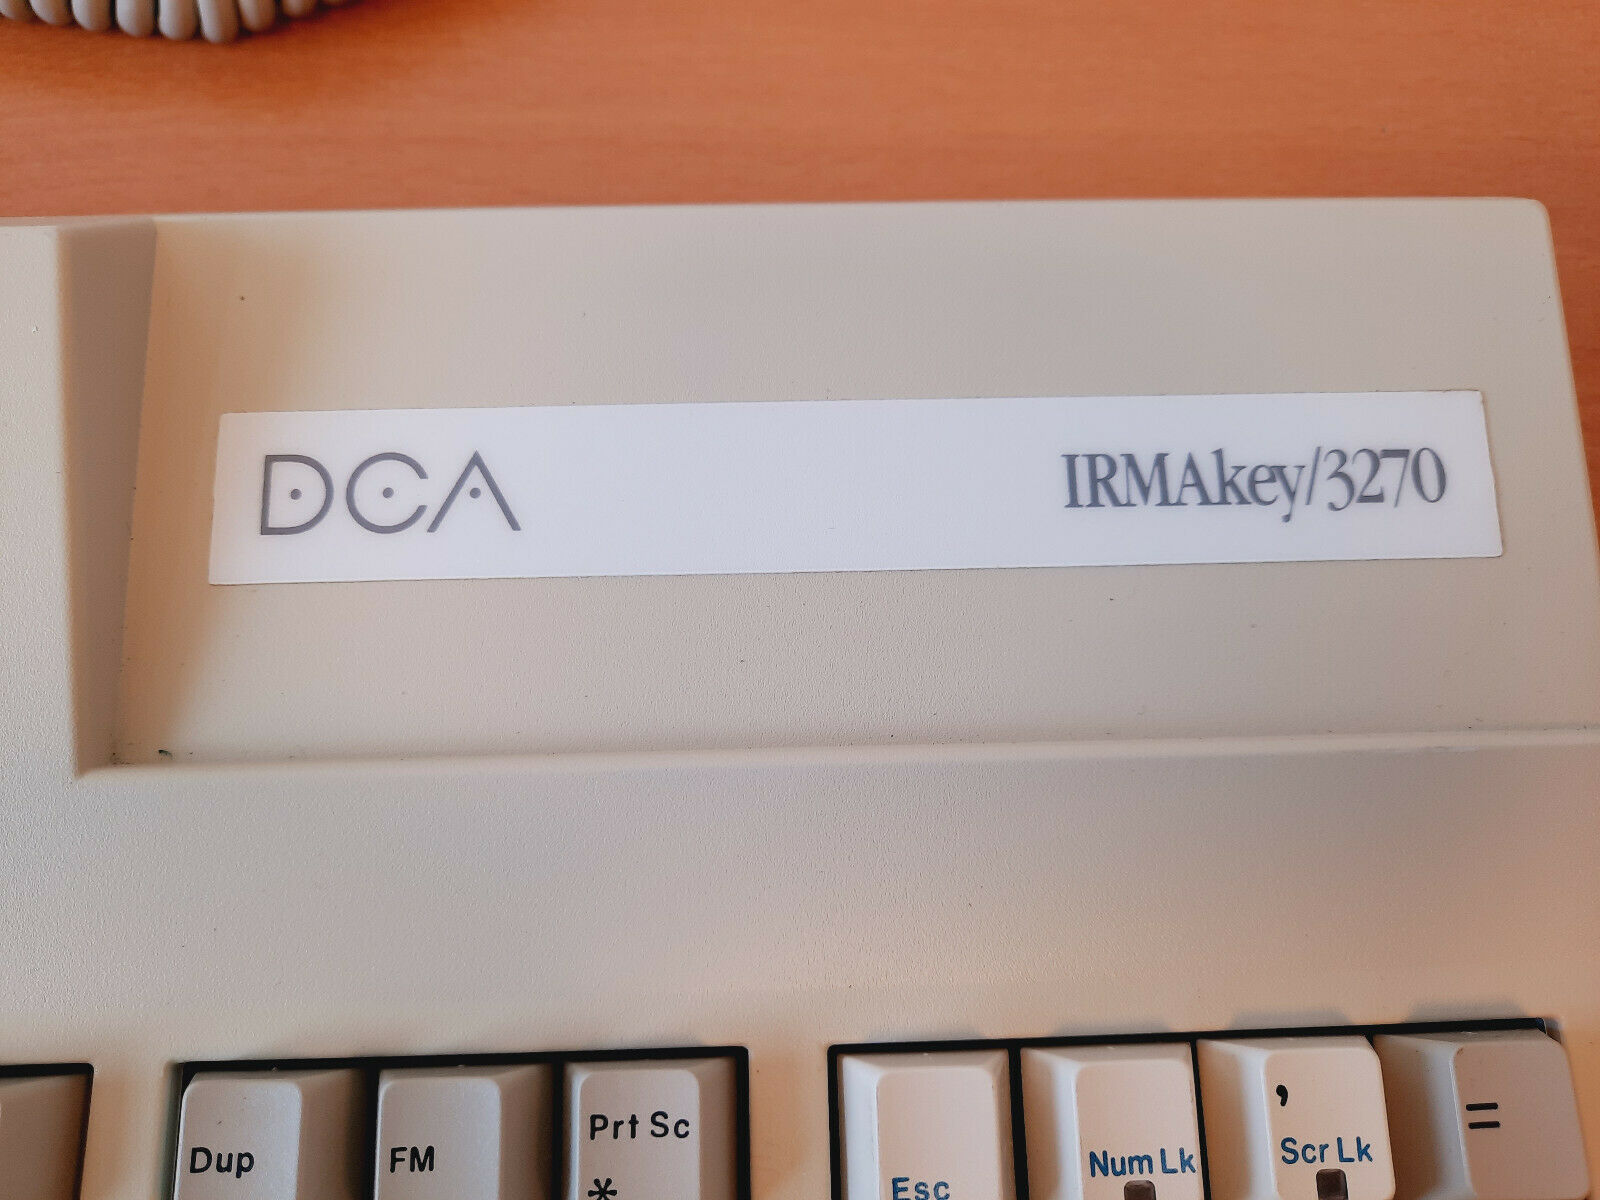 DCA IRMAkey/3270
Dup FM Prt Sc
*
Esc Num Lk , Scr Lk =